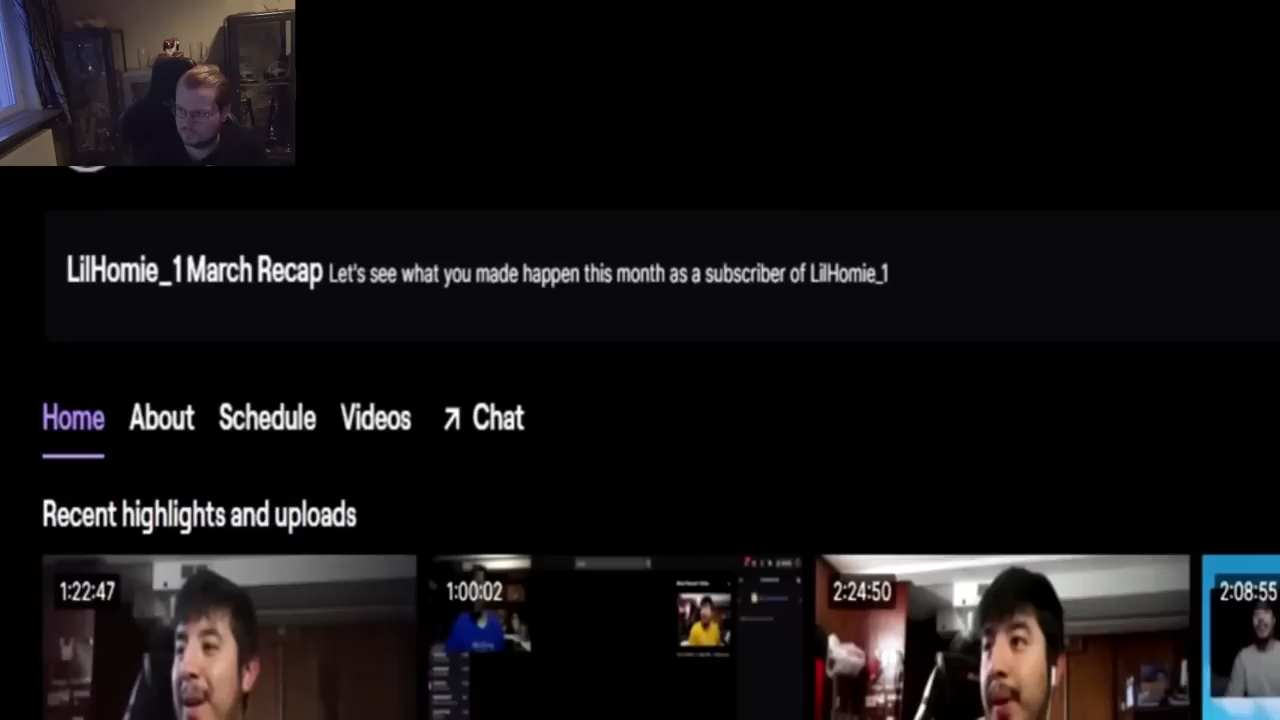 LilHomie_1 March Recap Let's see what you made happen this month as a subscriber of LilHomie_1
Home About Schedule Videos Chat
Recent highlights and uploads
1:22:47 1:00:02 2:24:50 2:08:55